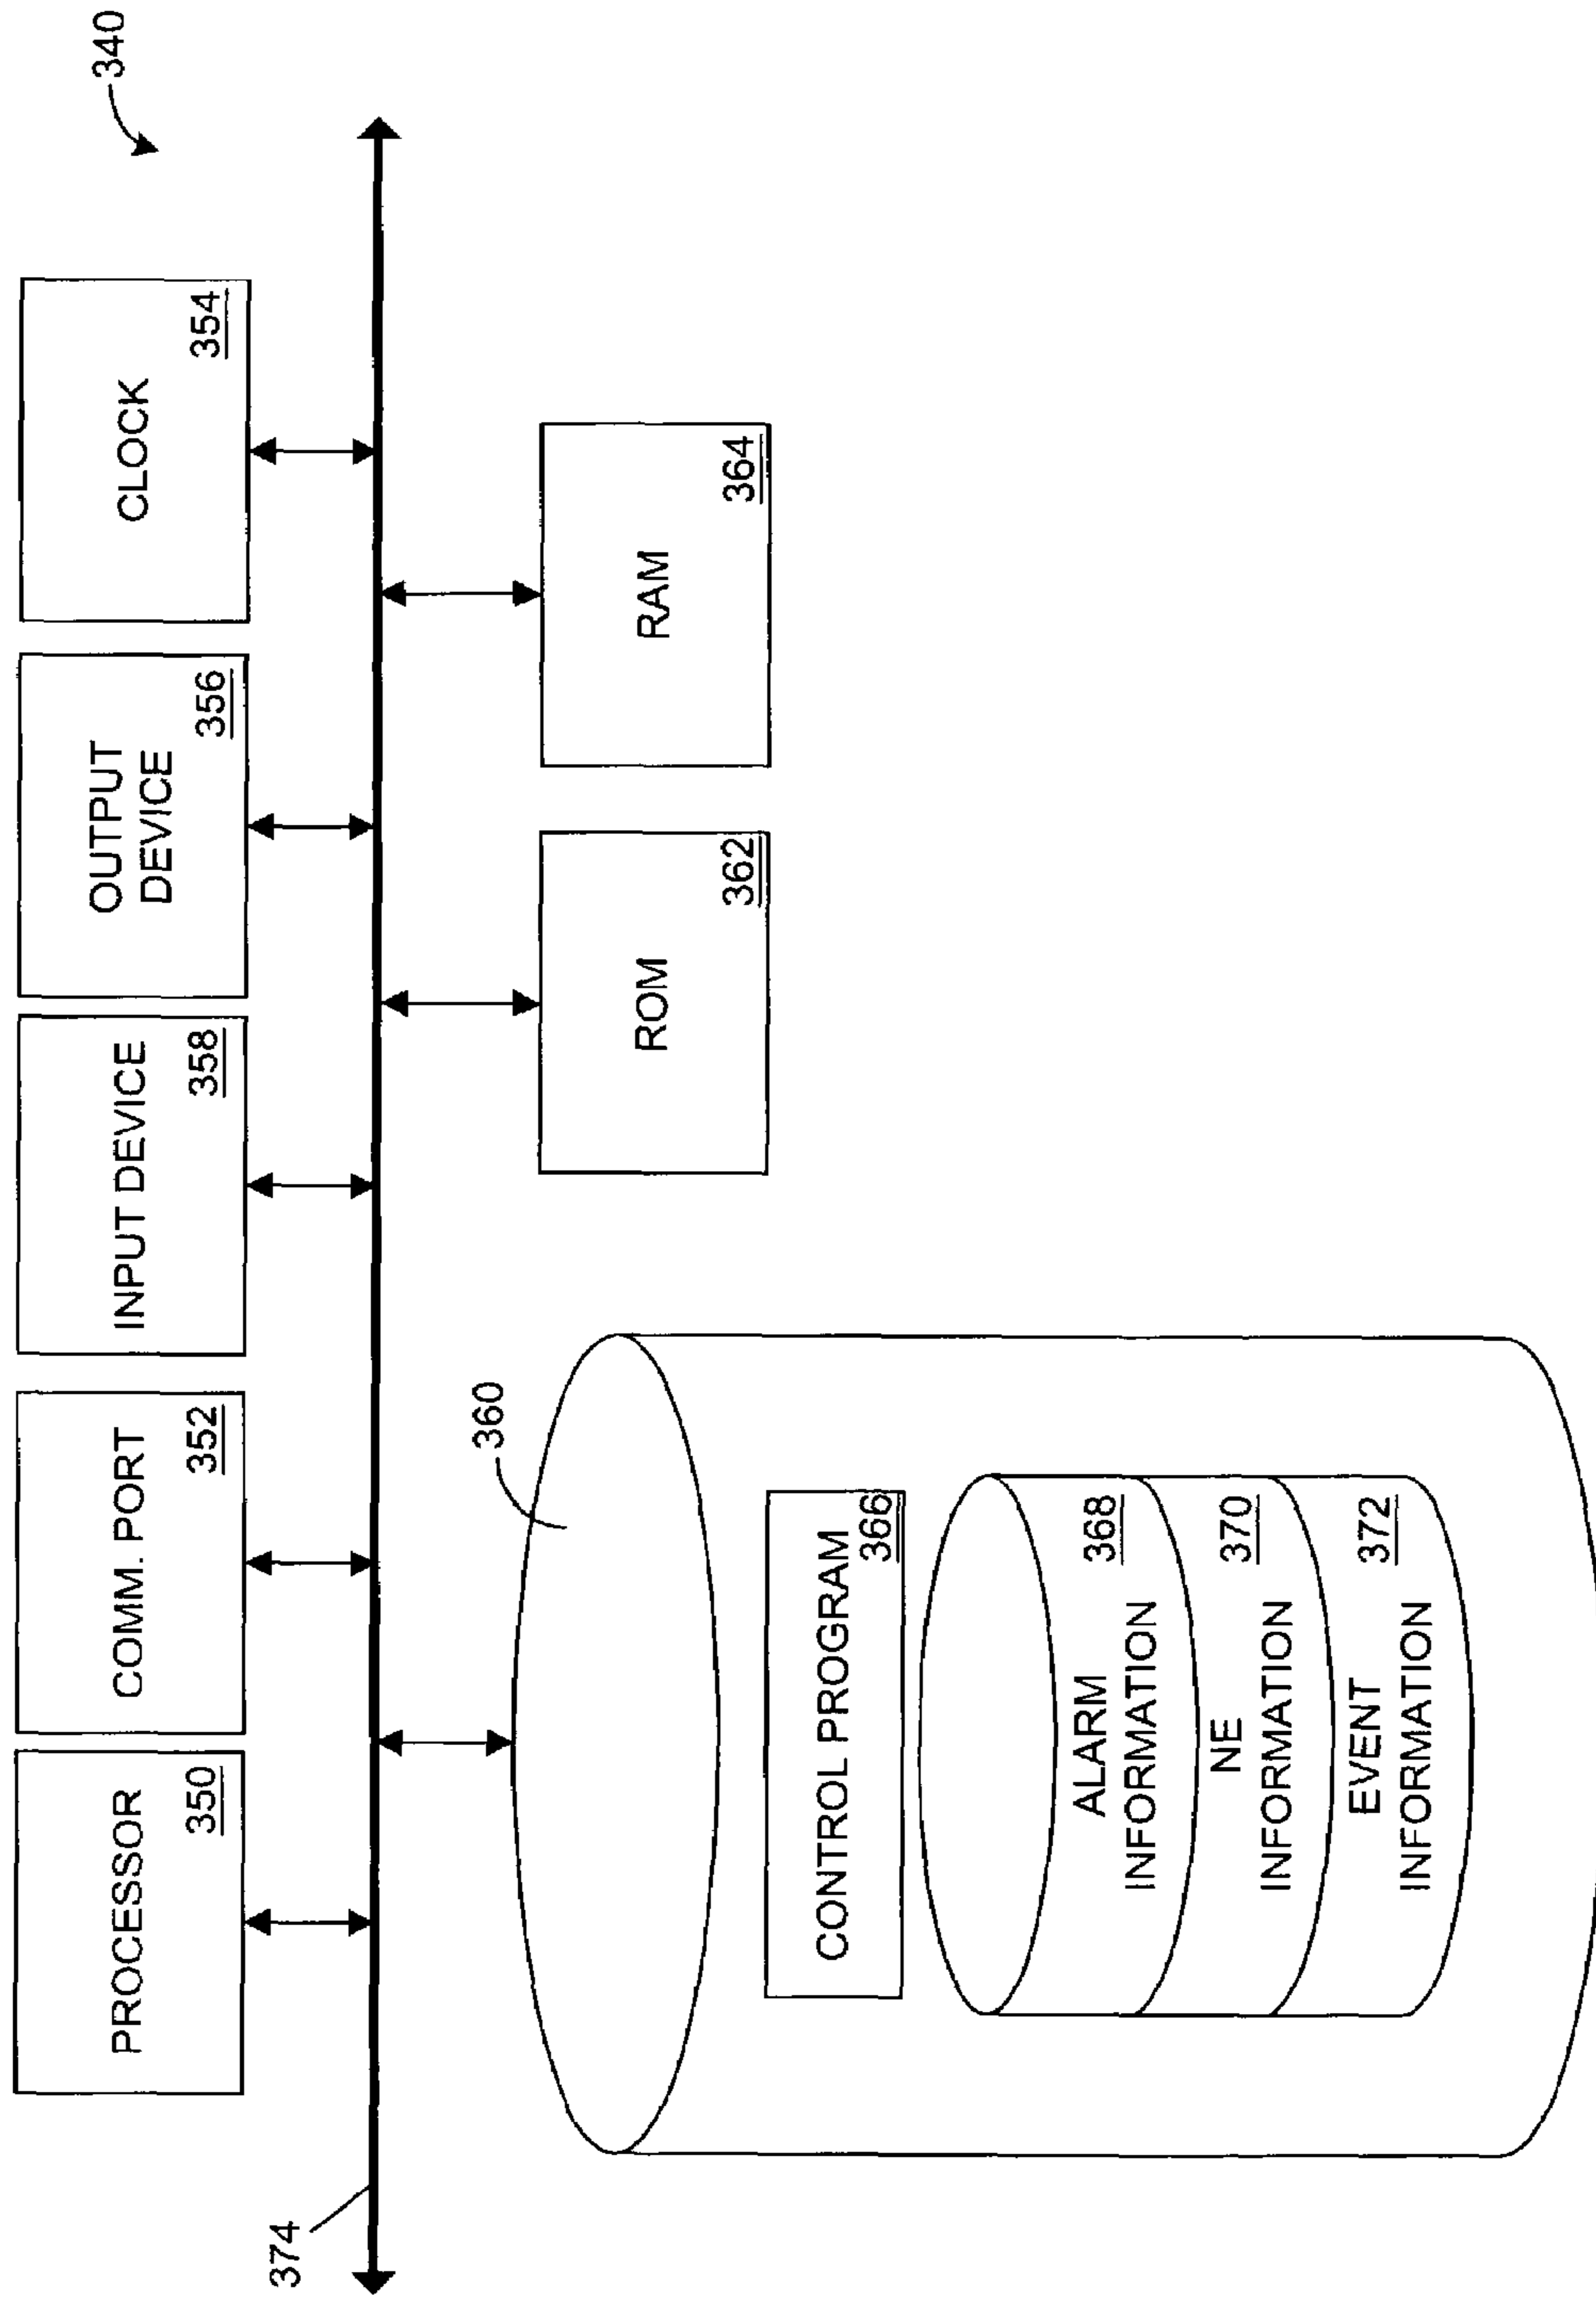 340
PROCESSOR
350
COMM. PORT
352
INPUT DEVICE
358
OUTPUT
DEVICE
356
CLOCK
354
374
360
ROM
362
RAM
364
CONTROL PROGRAM
366
ALARM
INFORMATION
368
NE
INFORMATION
370
EVENT
INFORMATION
372